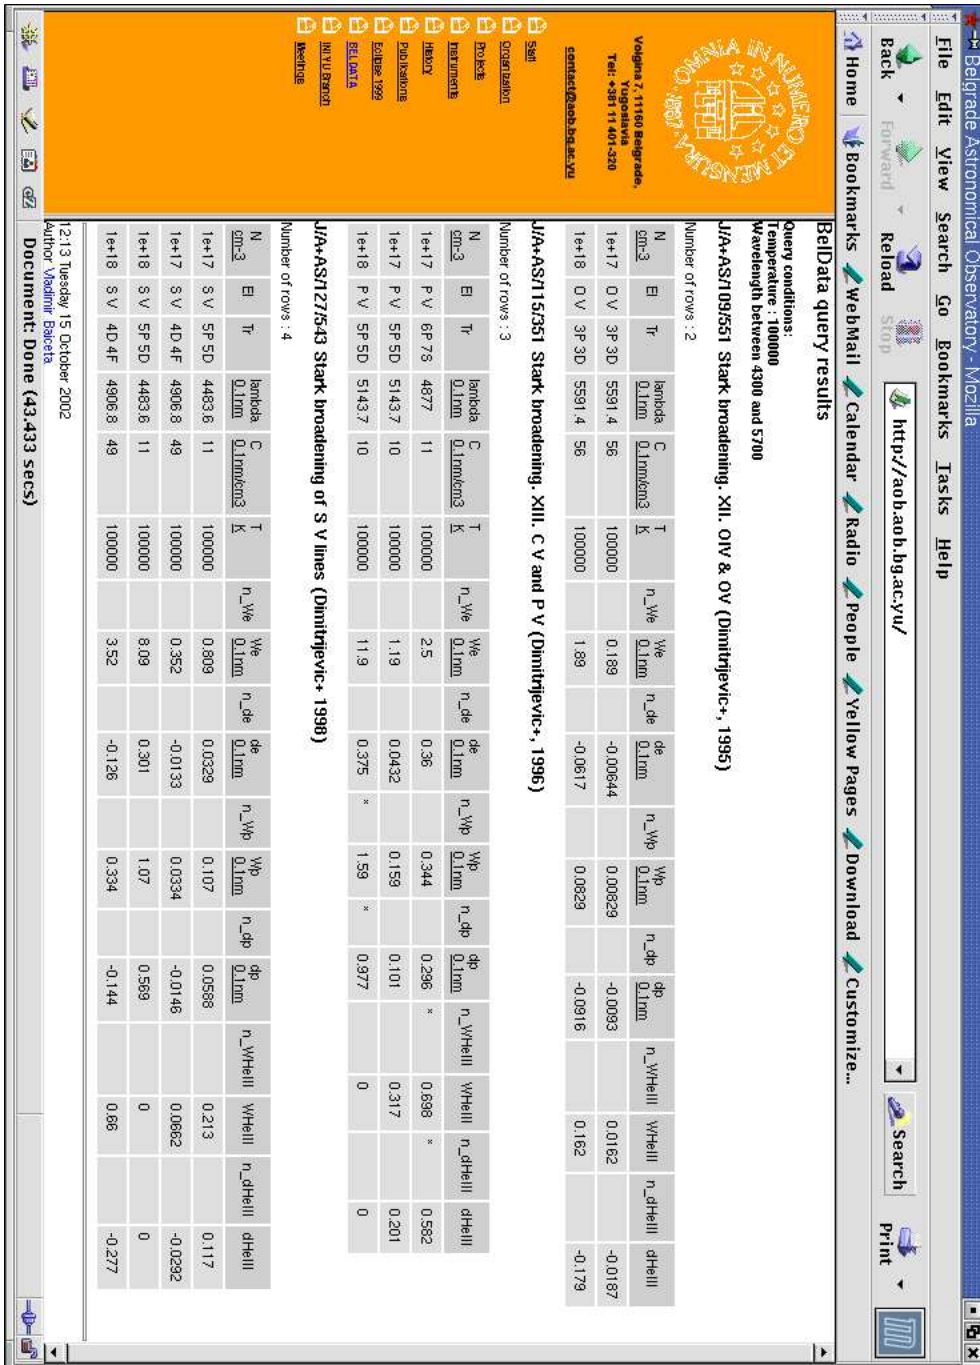 Belgrade Astronomical Observatory - Mozilla
File Edit View Search Go Bookmarks Tasks Help
Back Forward Reload Stop http://aob.aob.bg.ac.yu/ Search Print
Home Bookmarks WebMail Calendar Radio People Yellow Pages Download Customize...
OMNIA IN NUMERO ET MENSURA
1887
Volgina 7, 11160 Belgrade,
Yugoslavia
Tel: +381 11 401-320
contact@aob.bg.ac.yu
Staff
Organization
Projects
Instruments
History
Publications
Eclipse 1999
BELDATA
INI YU Branch
Meetings
BelData query results
Query conditions:
Temperature : 100000
Wavelength between 4300 and 5700
J/A+AS/109/551 Stark broadening. XII. OIV & OV (Dimitrijevic+, 1995)
Number of rows : 2
N El Tr lambda C T n_We We n_de de n_Wp Wp n_dp dp n_WHeIII WHeIII n_dHeIII dHeIII
cm-3 0.1nm 0.1nm/cm3 K 0.1nm 0.1nm 0.1nm 0.1nm
1e+17 O V 3P 3D 5591.4 56 100000 0.189 -0.00644 0.00829 -0.0093 0.0162 -0.0187
1e+18 O V 3P 3D 5591.4 56 100000 1.89 -0.0617 0.0829 -0.0916 0.162 -0.179
J/A+AS/115/351 Stark broadening. XIII. C V and P V (Dimitrijevic+, 1996)
Number of rows : 3
N El Tr lambda C T n_We We n_de de n_Wp Wp n_dp dp n_WHeIII WHeIII n_dHeIII dHeIII
cm-3 0.1nm 0.1nm/cm3 K 0.1nm 0.1nm 0.1nm 0.1nm
1e+17 P V 6P 7S 4877 11 100000 2.5 0.36 0.344 0.296 * 0.698 * 0.582
1e+17 P V 5P 5D 5143.7 10 100000 1.19 0.0432 0.159 0.101 0.317 0.201
1e+18 P V 5P 5D 5143.7 10 100000 11.9 0.375 * 1.59 * 0.977 0 0
J/A+AS/127/543 Stark broadening of S V lines (Dimitrijevic+ 1998)
Number of rows : 4
N El Tr lambda C T n_We We n_de de n_Wp Wp n_dp dp n_WHeIII WHeIII n_dHeIII dHeIII
cm-3 0.1nm 0.1nm/cm3 K 0.1nm 0.1nm 0.1nm 0.1nm
1e+17 S V 5P 5D 4483.6 11 100000 0.809 0.0329 0.107 0.0588 0.213 0.117
1e+17 S V 4D 4F 4906.8 49 100000 0.352 -0.0133 0.0334 -0.0146 0.0662 -0.0292
1e+18 S V 5P 5D 4483.6 11 100000 8.09 0.301 1.07 0.569 0 0
1e+18 S V 4D 4F 4906.8 49 100000 3.52 -0.126 0.334 -0.144 0.66 -0.277
12:13 Tuesday 15 October 2002
Author Vladimir Baiceta
Document: Done (43.433 secs)